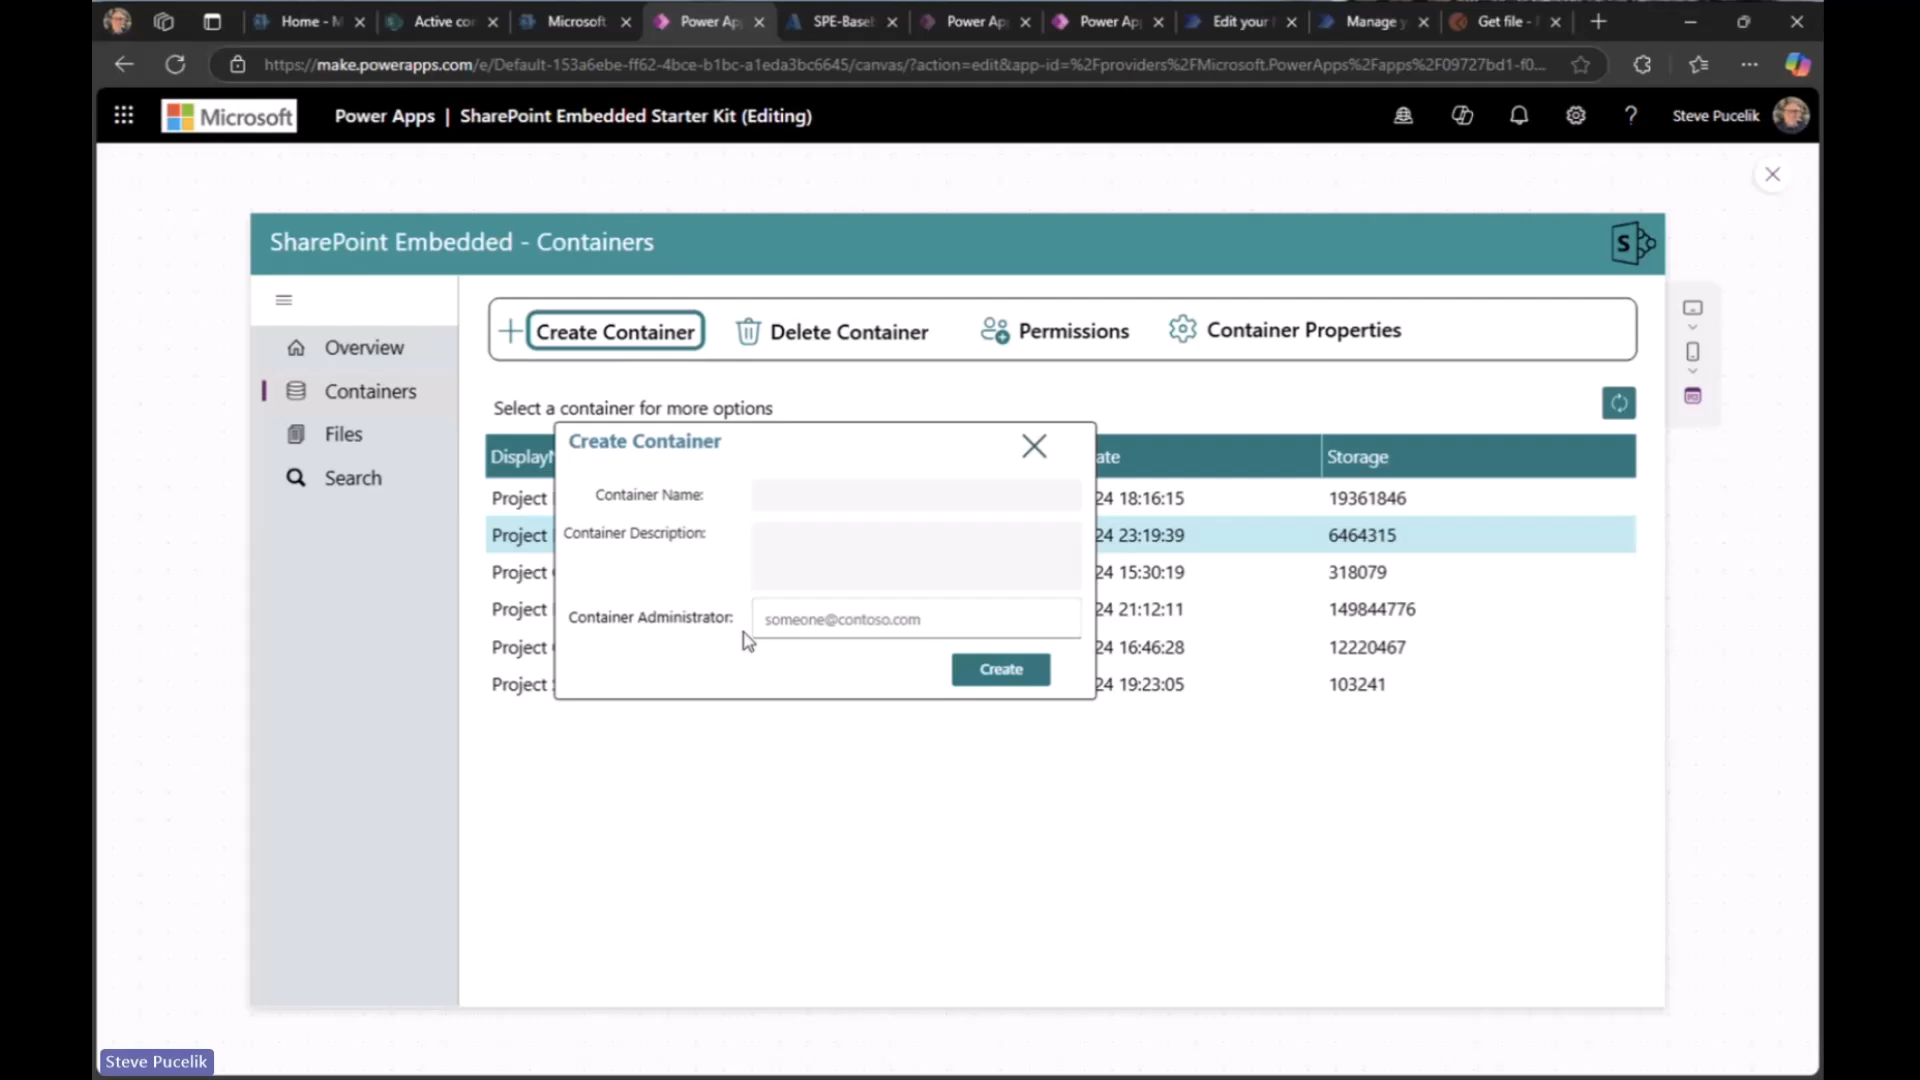 Home - M
Active cor
Microsoft
Power Ap
SPE-Base
Power Ap
Power Ap
Edit your
Manage y
Get file -
https://make.powerapps.com/e/Default-153a6ebe-ff62-4bce-b1bc-a1eda3bc6645/canvas/?action=edit&app-id=%2Fproviders%2FMicrosoft.PowerApps%2Fapps%2F09727bd1-f0...
Microsoft
Power Apps | SharePoint Embedded Starter Kit (Editing)
Steve Pucelik
SharePoint Embedded - Containers
Overview
Containers
Files
Search
Create Container
Delete Container
Permissions
Container Properties
Select a container for more options
DisplayN
ate
Storage
Project
24 18:16:15
19361846
Project
24 23:19:39
6464315
Project
24 15:30:19
318079
Project
24 21:12:11
149844776
Project
24 16:46:28
12220467
Project
24 19:23:05
103241
Create Container
Container Name:
Container Description:
Container Administrator:
someone@contoso.com
Create
Steve Pucelik